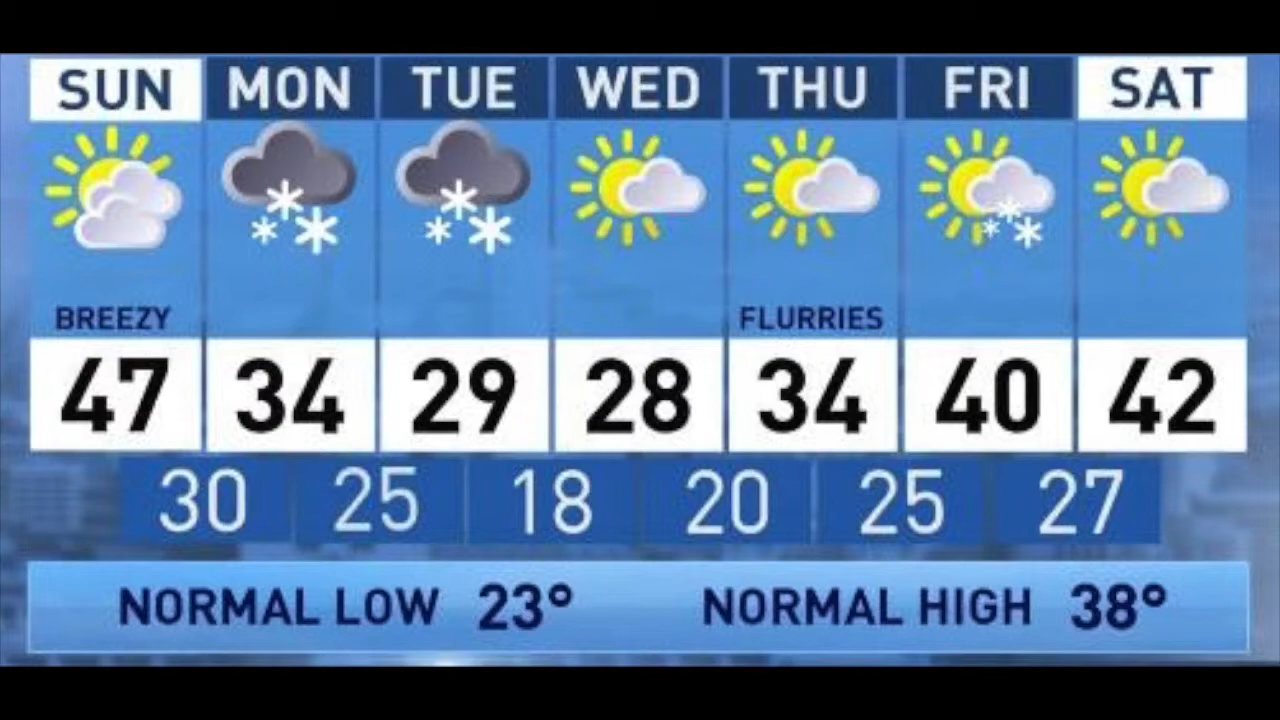 SUN MON TUE WED THU FRI SAT
BREEZY FLURRIES
47 34 29 28 34 40 42
30 25 18 20 25 27
NORMAL LOW 23° NORMAL HIGH 38°